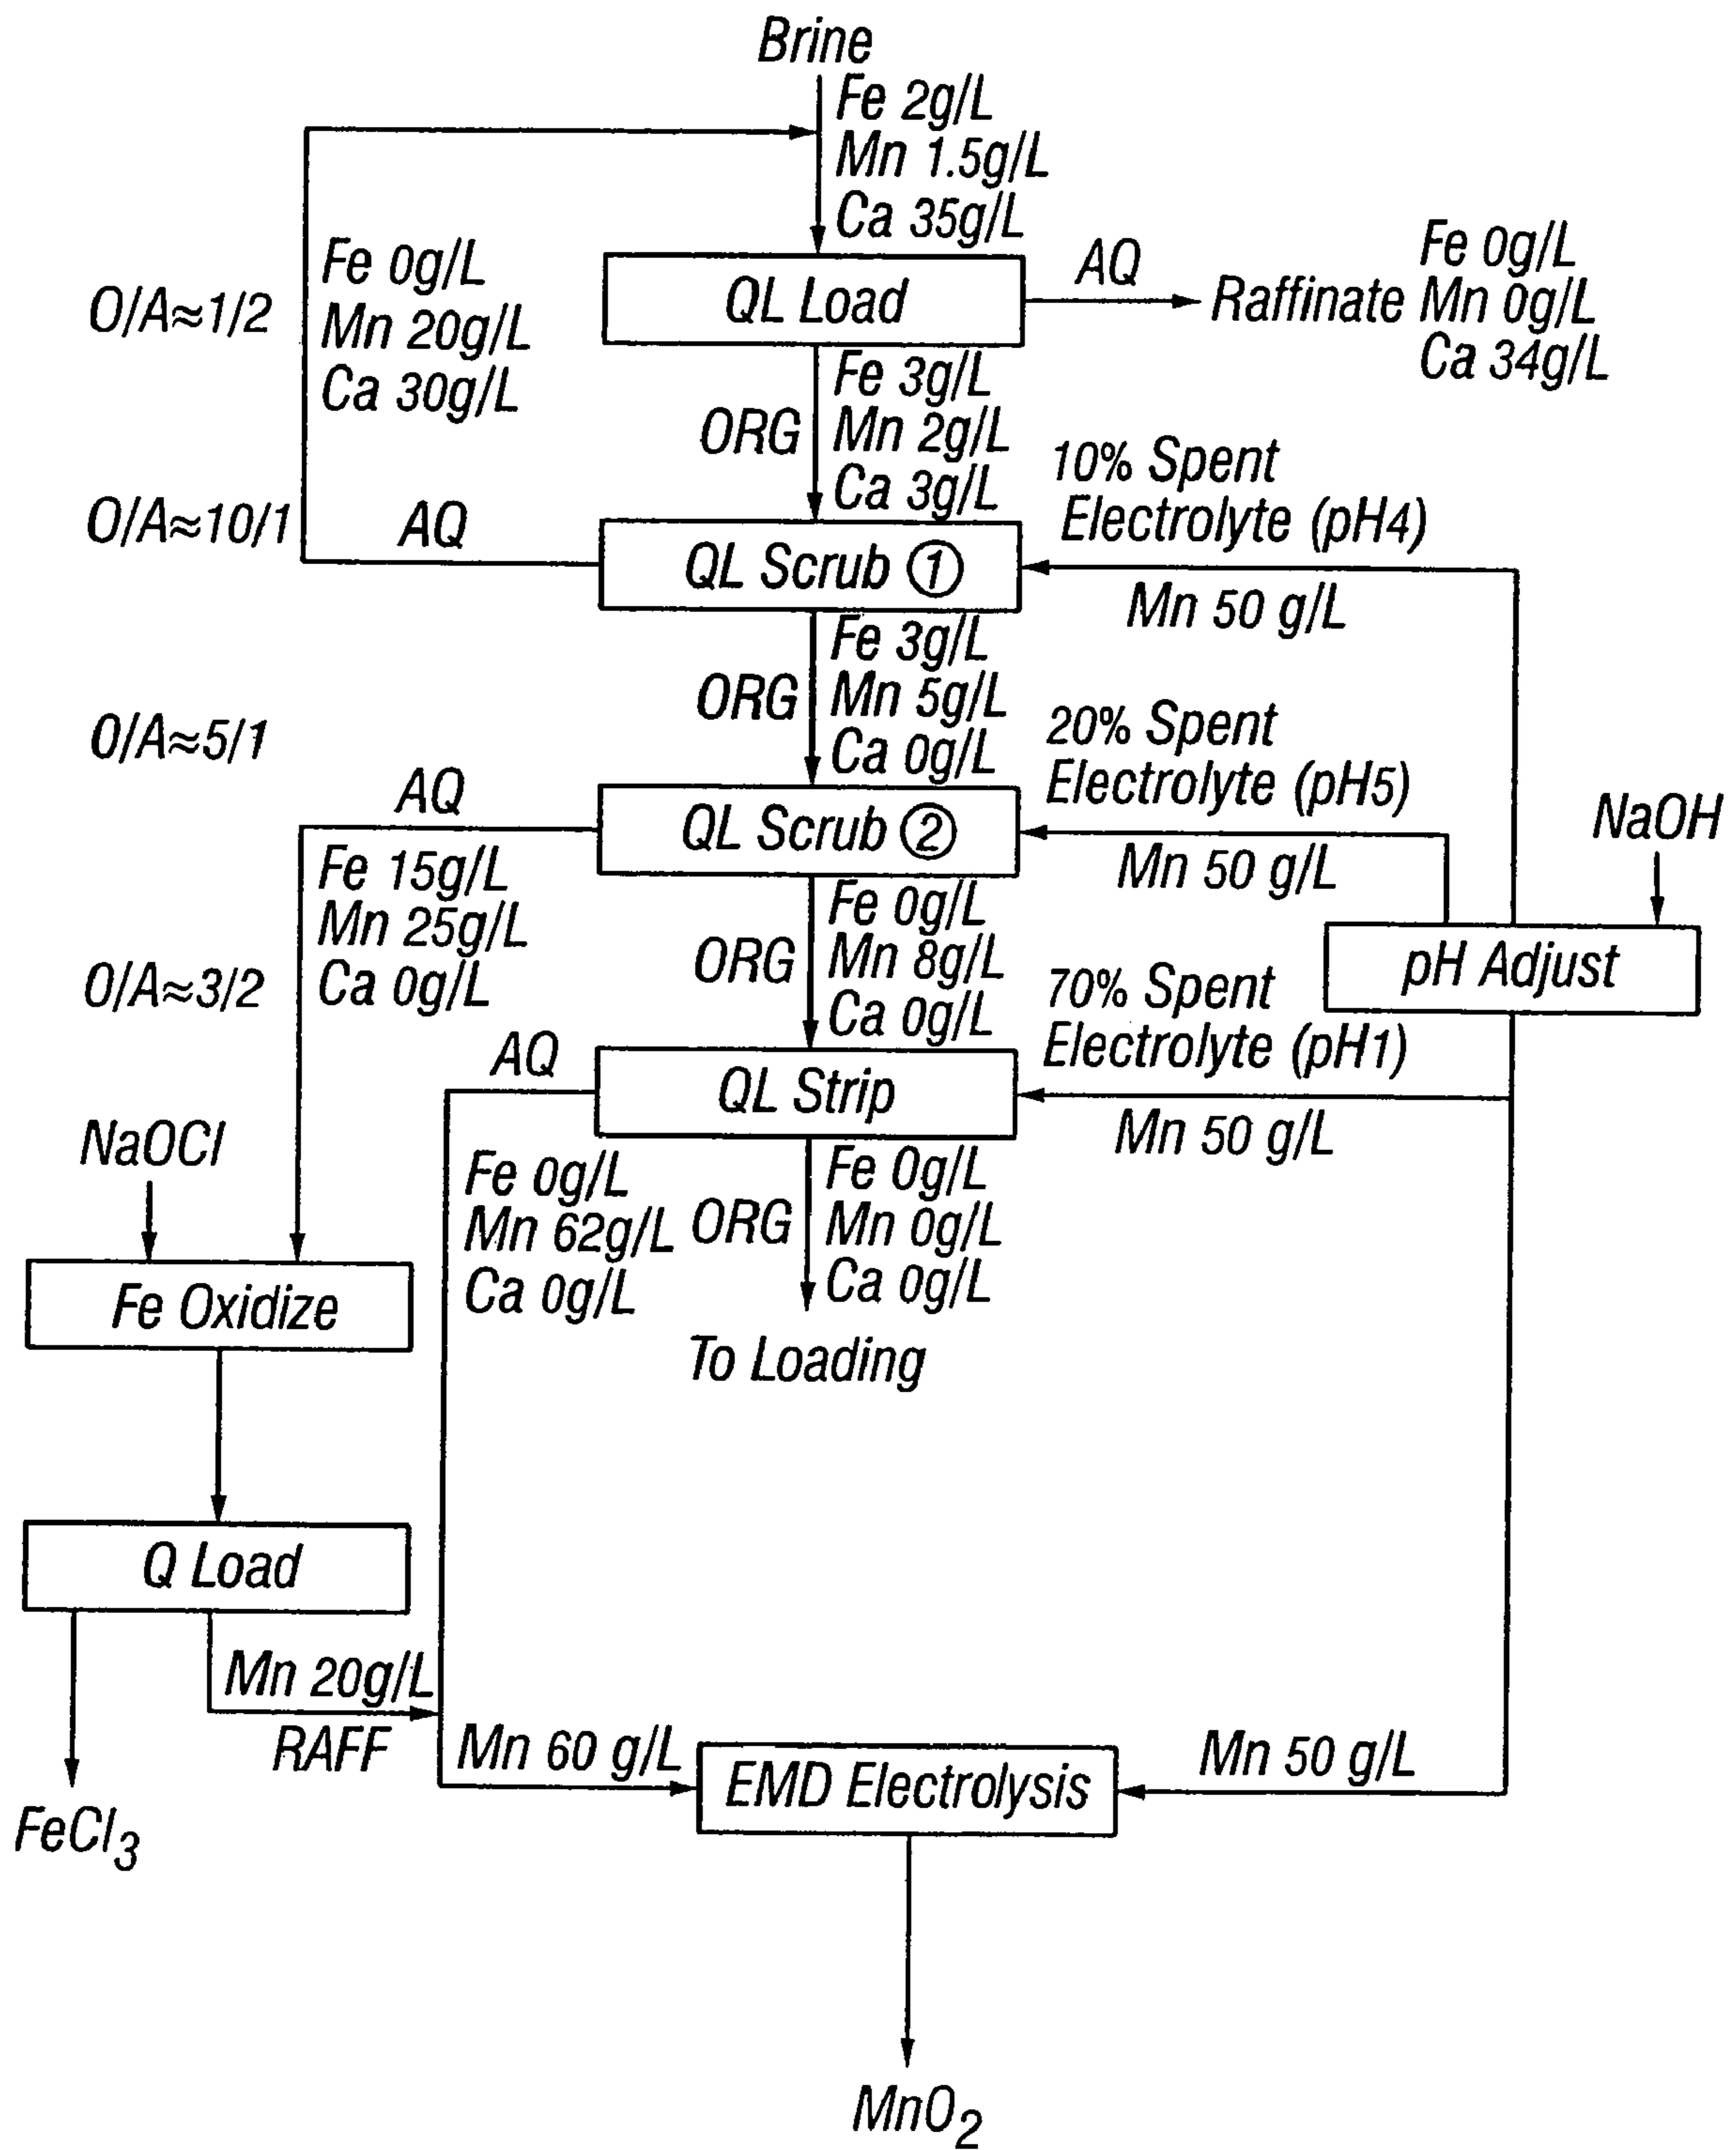 Brine
Fe 2g/L
Mn 1.5g/L
Ca 35g/L
O/A≈1/2
Fe 0g/L
Mn 20g/L
Ca 30g/L
QL Load
AQ
Raffinate
Fe 0g/L
Mn 0g/L
Ca 34g/L
ORG
Fe 3g/L
Mn 2g/L
Ca 3g/L
10% Spent
Electrolyte (pH4)
O/A≈10/1
AQ
QL Scrub ①
Mn 50 g/L
ORG
Fe 3g/L
Mn 5g/L
Ca 0g/L
O/A≈5/1
20% Spent
Electrolyte (pH5)
AQ
QL Scrub ②
Mn 50 g/L
NaOH
Fe 15g/L
Mn 25g/L
Ca 0g/L
ORG
Fe 0g/L
Mn 8g/L
Ca 0g/L
pH Adjust
O/A≈3/2
70% Spent
Electrolyte (pH1)
AQ
QL Strip
Mn 50 g/L
NaOCl
Fe 0g/L
Mn 62g/L
Ca 0g/L
ORG
Fe 0g/L
Mn 0g/L
Ca 0g/L
Fe Oxidize
To Loading
Q Load
Mn 20g/L
RAFF
Mn 60 g/L
EMD Electrolysis
Mn 50 g/L
FeCl3
MnO2